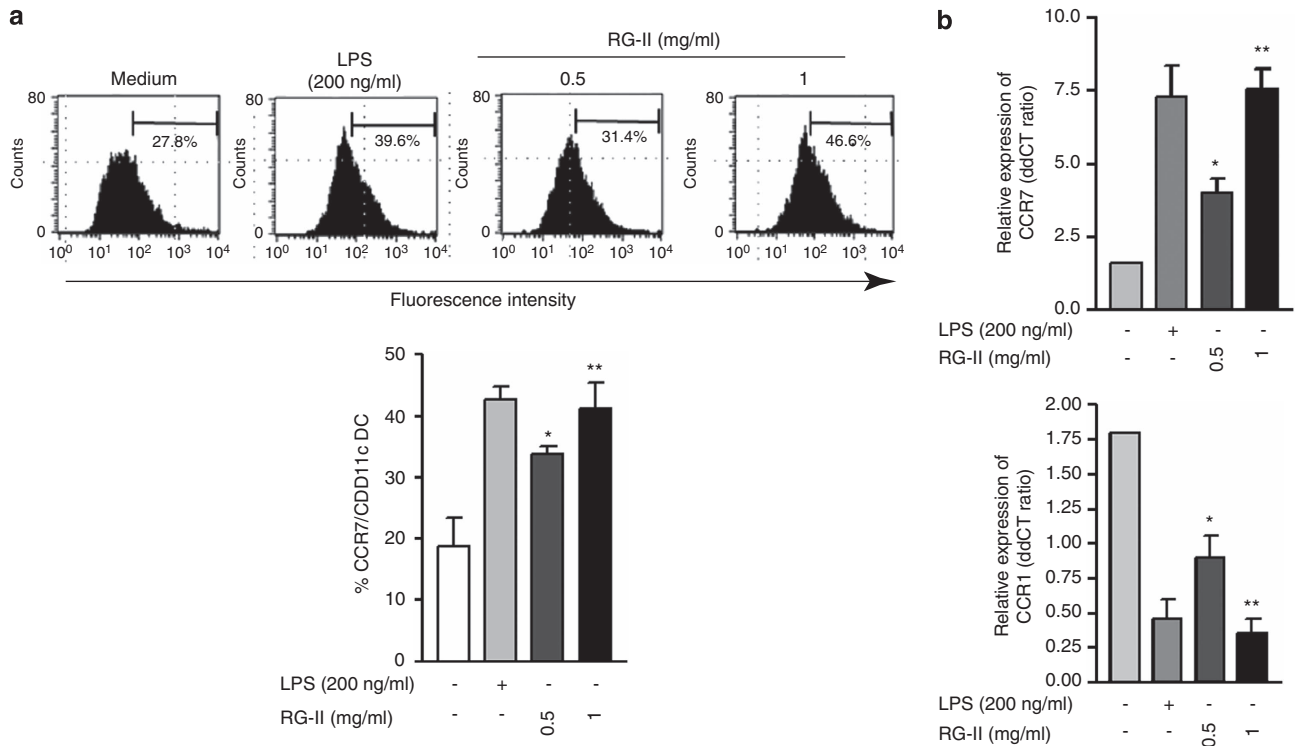 a
RG-II (mg/ml)
Medium
LPS
(200 ng/ml)
0.5
1
80
Counts
0
27.8%
10⁰ 10¹ 10² 10³ 10⁴
80
Counts
0
39.6%
10⁰ 10¹ 10² 10³ 10⁴
80
Counts
0
31.4%
10⁰ 10¹ 10² 10³ 10⁴
80
Counts
0
46.6%
10⁰ 10¹ 10² 10³ 10⁴
Fluorescence intensity
% CCR7/CDD11c DC
50
40
30
20
10
0
*
**
LPS (200 ng/ml) - + - -
RG-II (mg/ml) - - 0.5 1
b
Relative expression of
CCR7 (ddCT ratio)
10.0
7.5
5.0
2.5
0.0
*
**
LPS (200 ng/ml) - + - -
RG-II (mg/ml) - - 0.5 1
Relative expression of
CCR1 (ddCT ratio)
2.00
1.75
1.50
1.25
1.00
0.75
0.50
0.25
0.00
*
**
LPS (200 ng/ml) - + - -
RG-II (mg/ml) - - 0.5 1